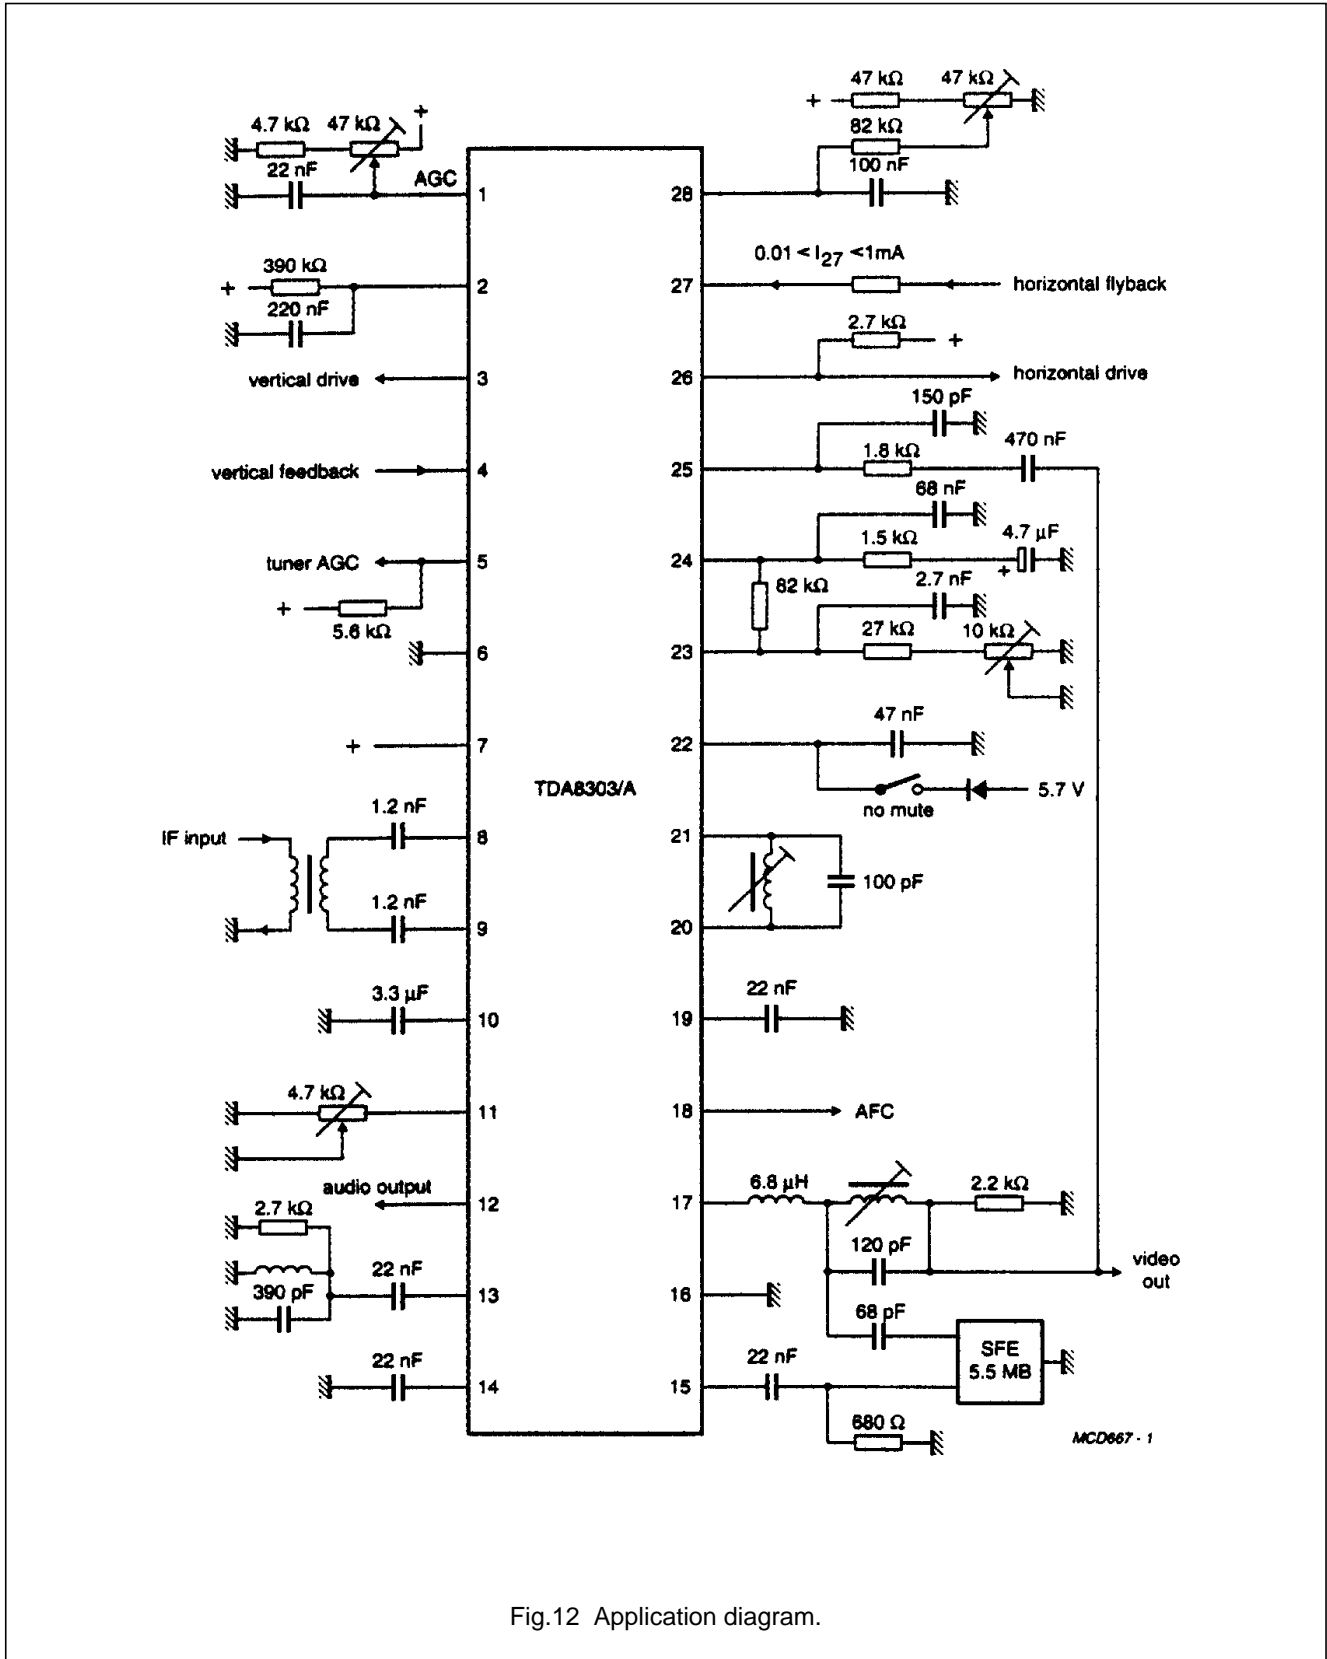 47 kΩ 47 kΩ
+
82 kΩ
100 nF
28
+
4.7 kΩ 47 kΩ
22 nF
AGC
1
0.01 < I27 <1mA
27
horizontal flyback
390 kΩ
+
2
220 nF
2.7 kΩ
+
vertical drive
3
26
horizontal drive
150 pF
470 nF
vertical feedback
4
25
1.8 kΩ
68 nF
tuner AGC
5
24
1.5 kΩ
4.7 µF
+
+
5.6 kΩ
82 kΩ
2.7 nF
6
23
27 kΩ
10 kΩ
+
7
22
47 nF
no mute
5.7 V
TDA8303/A
IF input
1.2 nF
8
21
100 pF
1.2 nF
9
20
3.3 µF
10
19
22 nF
4.7 kΩ
11
18
AFC
audio output
12
17
6.8 µH
2.2 kΩ
2.7 kΩ
120 pF
video
out
390 pF
22 nF
13
16
68 pF
SFE
5.5 MB
22 nF
14
15
22 nF
680 Ω
MCD667 - 1
Fig.12 Application diagram.